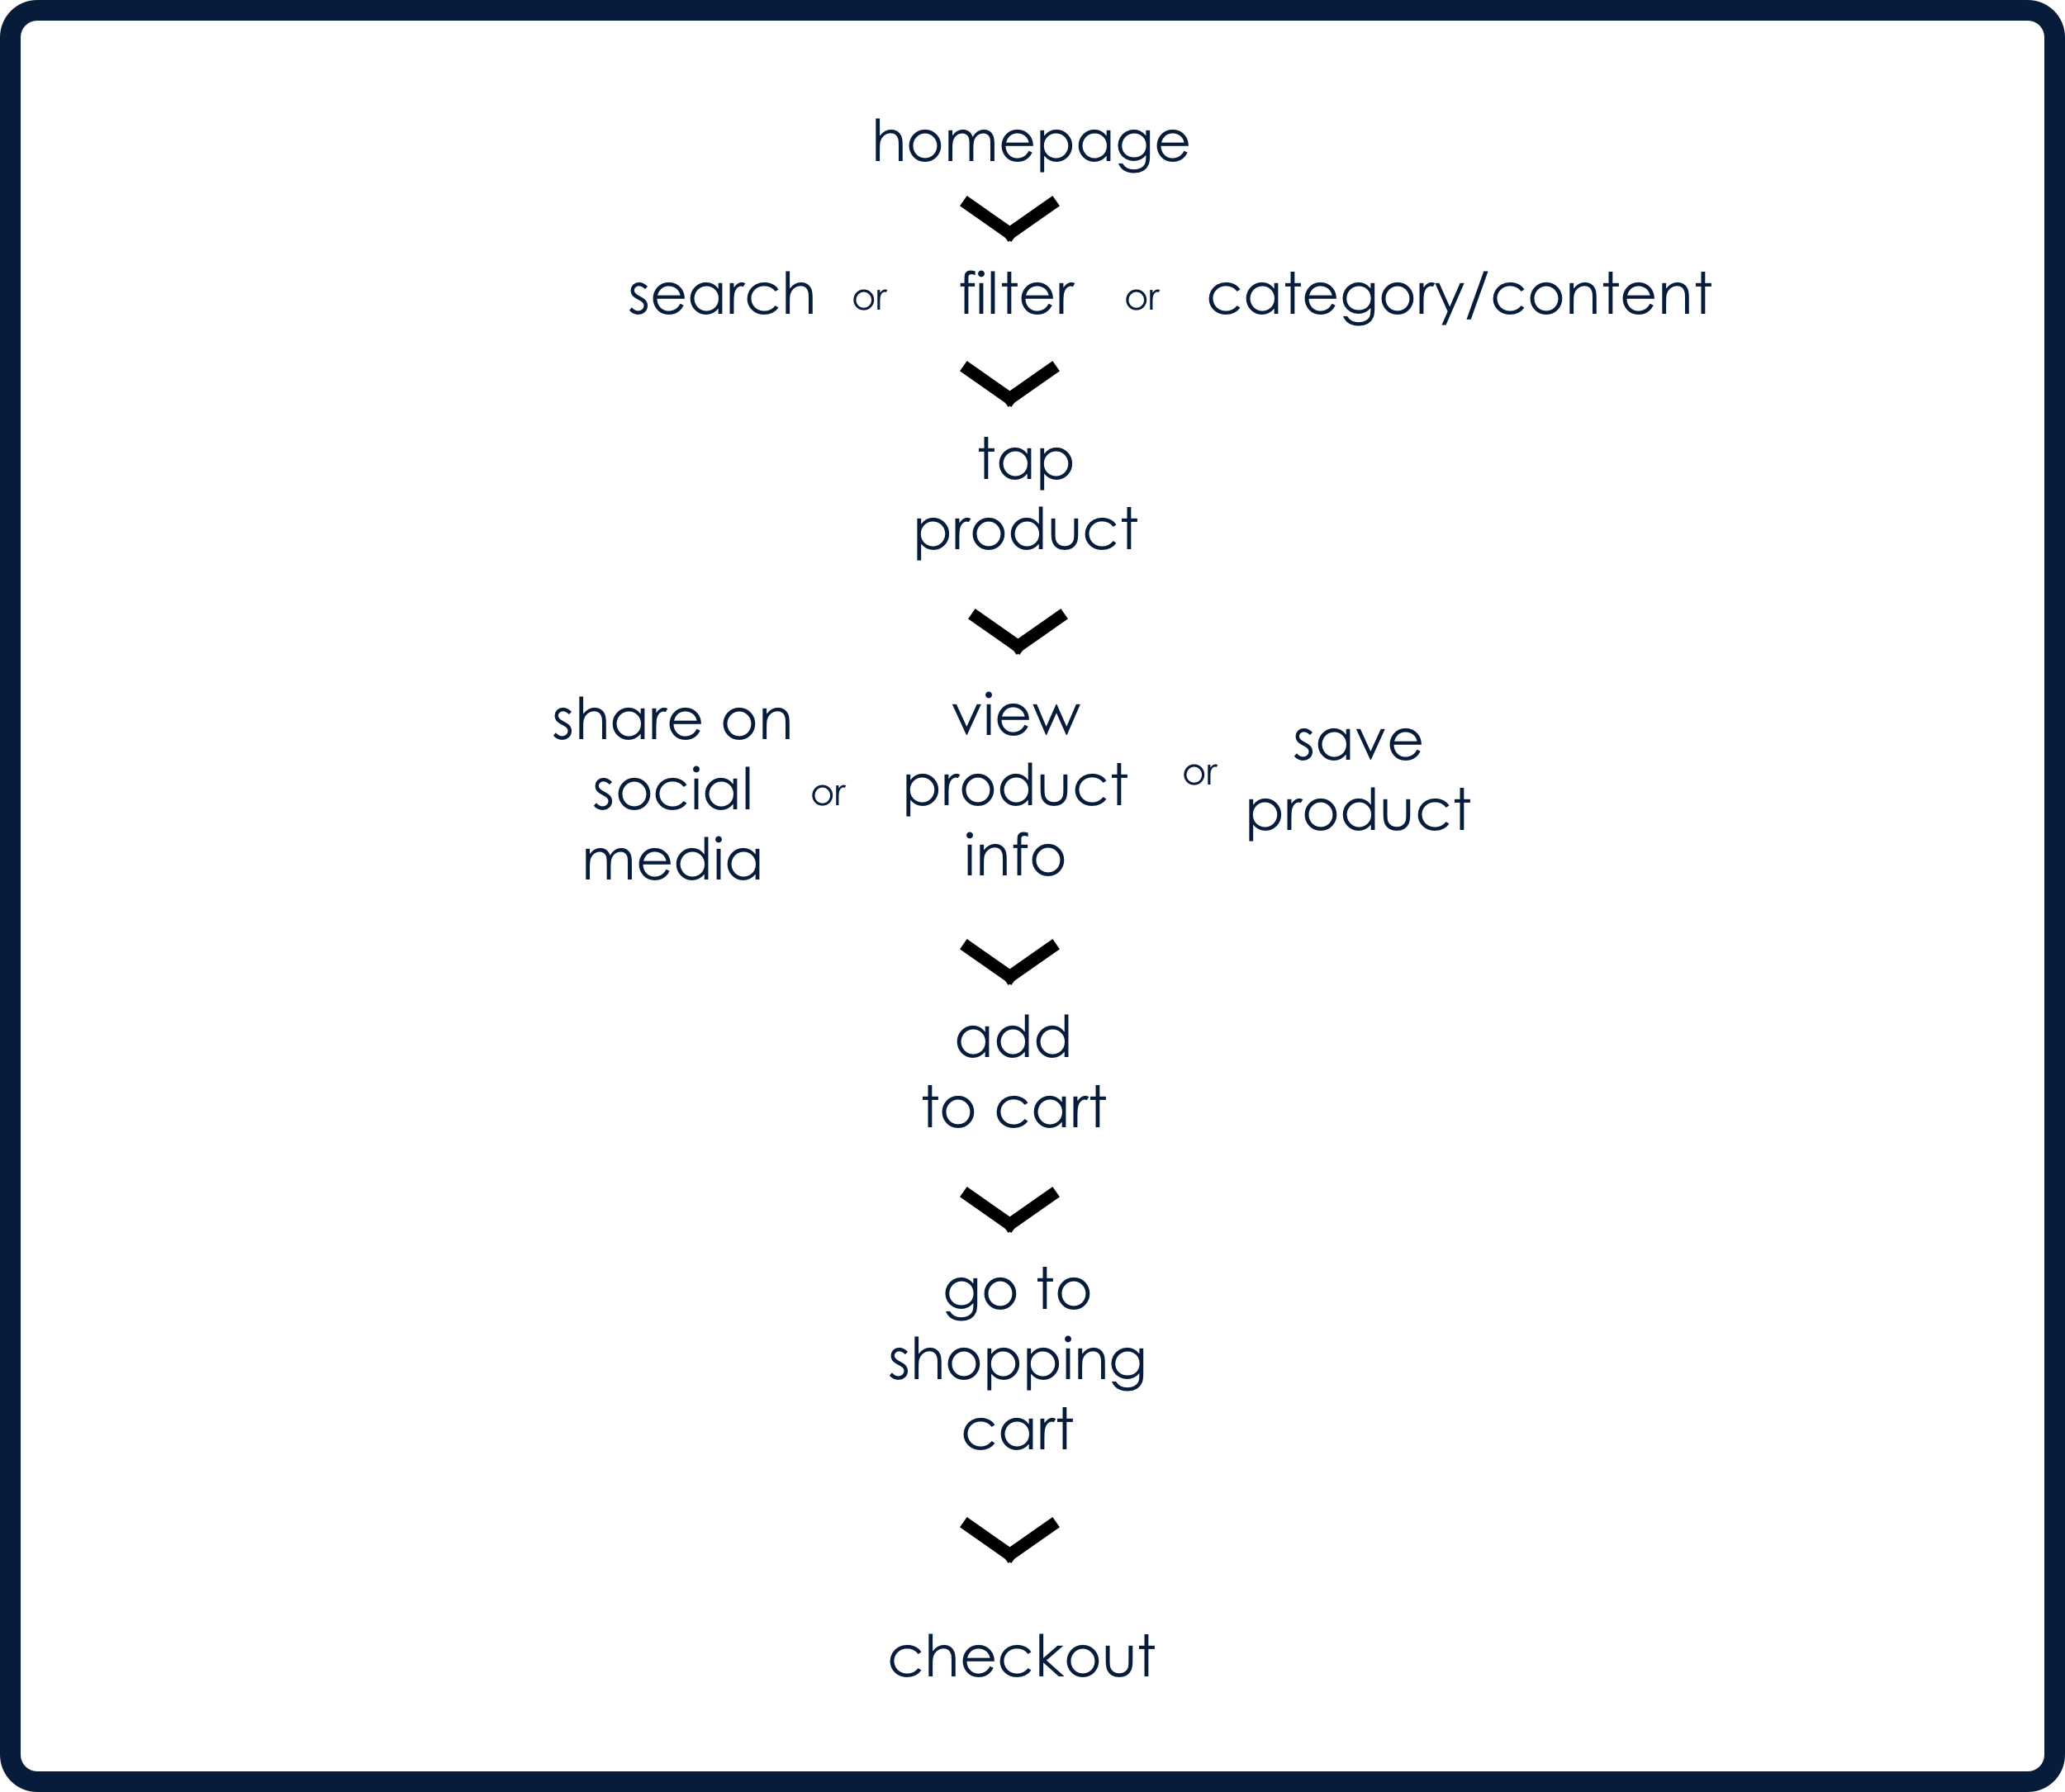 homepage
search or filter or category/content
tap
product
share on
social
media
or
view
product
info
or
save
product
add
to cart
go to
shopping
cart
checkout